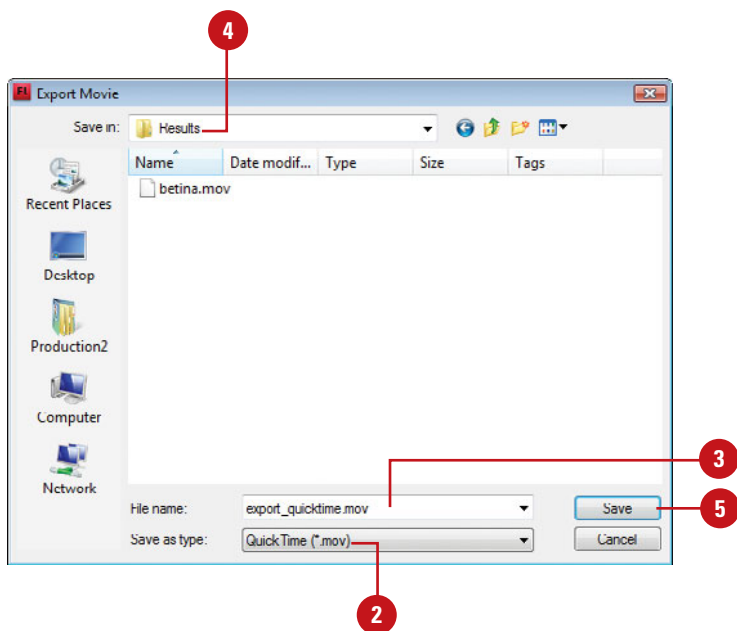 4
FL Export Movie
Save in: Results
Name Date modif... Type Size Tags
betina.mov
Recent Places
Desktop
Production2
Computer
Network
3
File name: export_quicktime.mov Save 5
Save as type: QuickTime (*.mov) Cancel
2